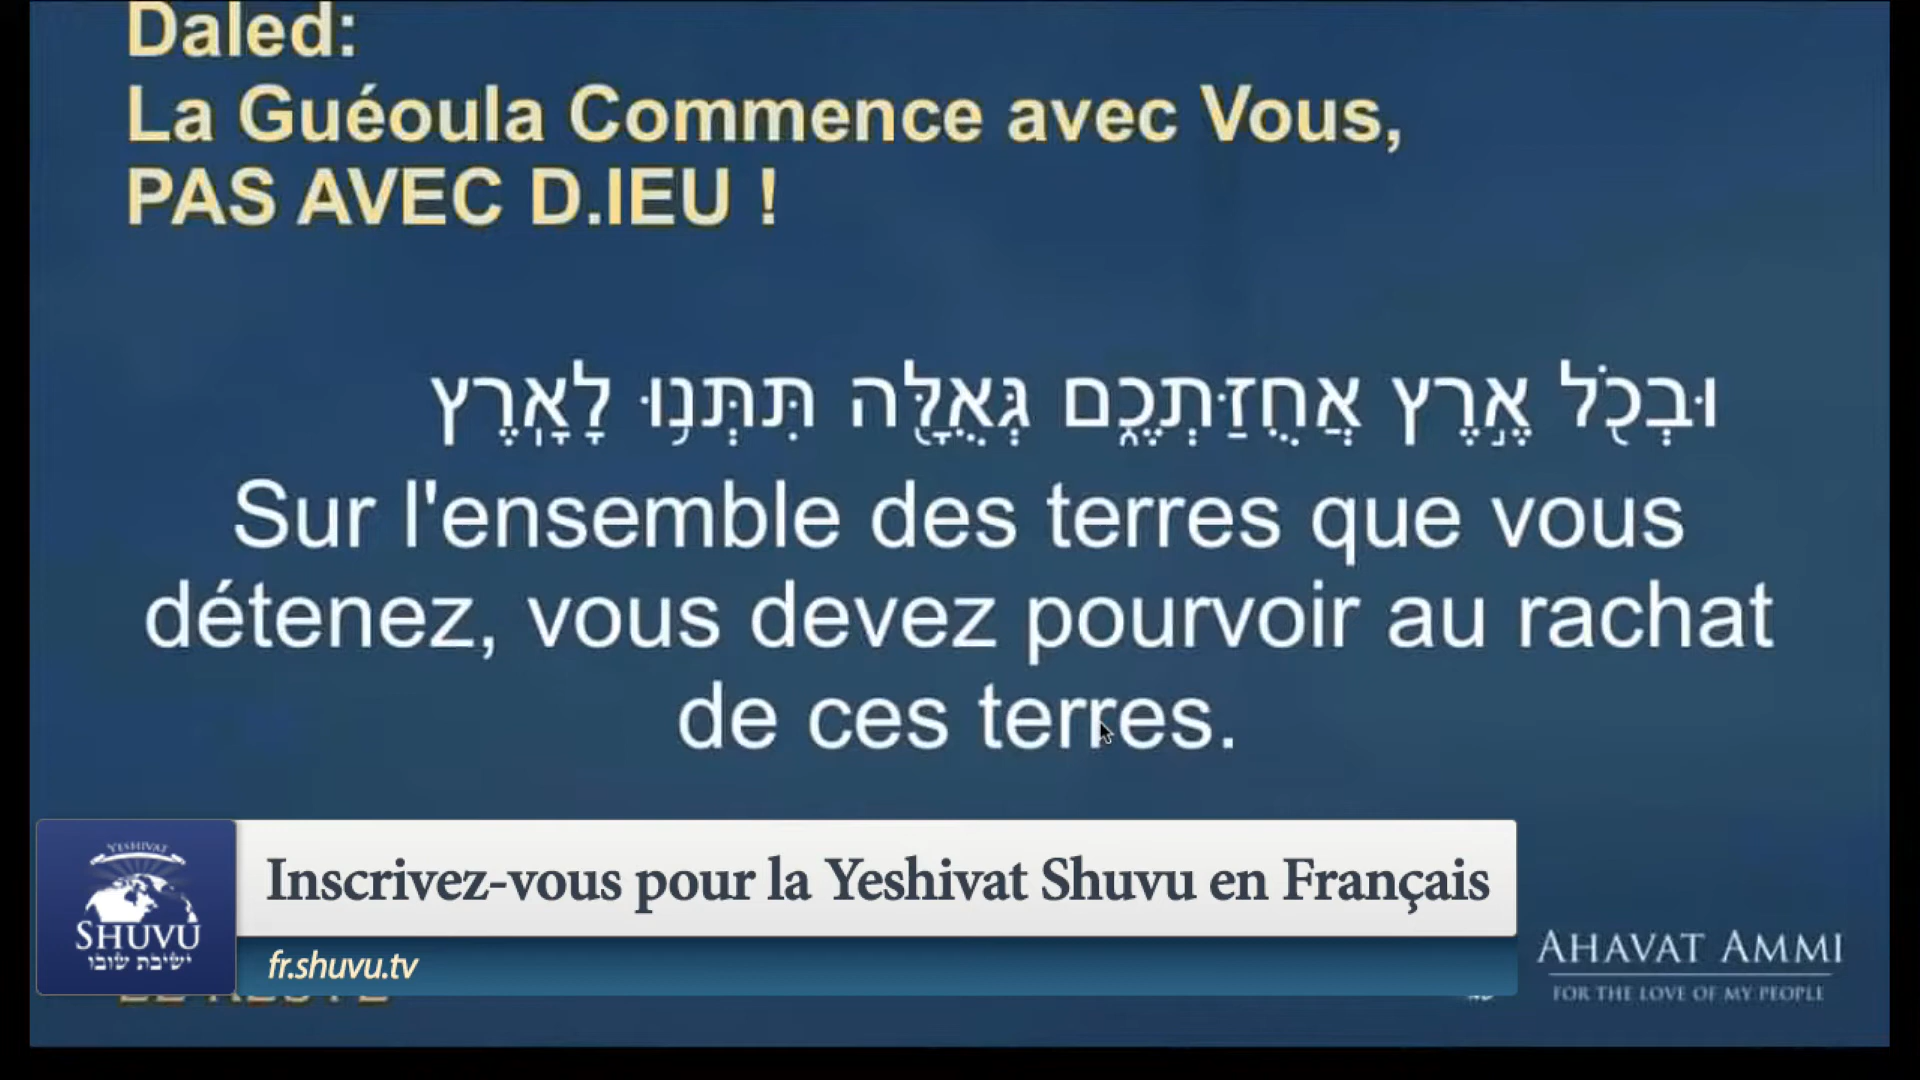 Daled:
La Guéoula Commence avec Vous,
PAS AVEC D.IEU !
וּבְכֹ֖ל אֶ֣רֶץ אֲחֻזַּתְכֶ֑ם גְּאֻלָּ֖ה תִּתְּנ֥וּ לָאָֽרֶץ
Sur l'ensemble des terres que vous
détenez, vous devez pourvoir au rachat
de ces terres.
YESHIVAT
SHUVU
ישיבת שובו
Inscrivez-vous pour la Yeshivat Shuvu en Français
fr.shuvu.tv
AHAVAT AMMI
FOR THE LOVE OF MY PEOPLE